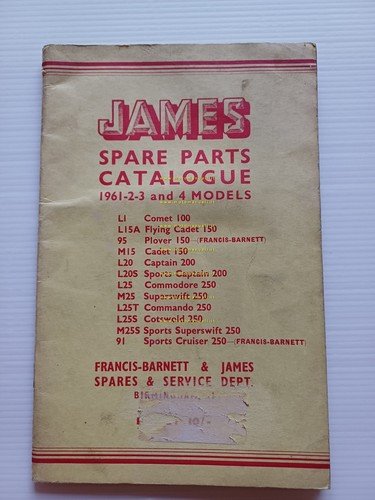 JAMES
SPARE PARTS
CATALOGUE
1961-2-3 and 4 MODELS
L1 Comet 100
L15A Flying Cadet 150
95 Plover 150—(FRANCIS-BARNETT)
M15 Cadet 150
L20 Captain 200
L20S Sports Captain 200
L25 Commodore 250
M25 Superswift 250
L25T Commando 250
L25S Cotswold 250
M25S Sports Superswift 250
91 Sports Cruiser 250—(FRANCIS-BARNETT)
FRANCIS-BARNETT & JAMES
SPARES & SERVICE DEPT.